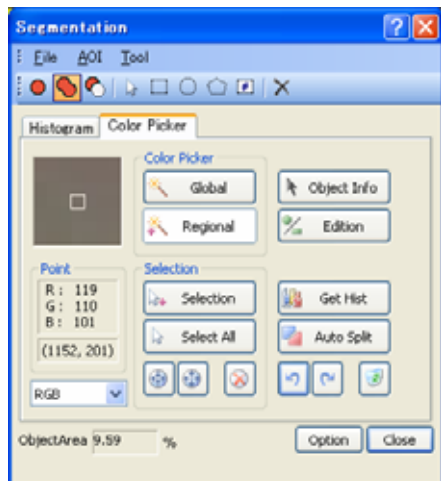 Segmentation
File AOI Tool
Histogram Color Picker
Color Picker
Global Object Info
Regional Edition
Point Selection
R: 119
G: 110
B: 101
(1152, 201)
Selection Get Hist
Select All Auto Split
RGB
ObjectArea 9.59 % Option Close